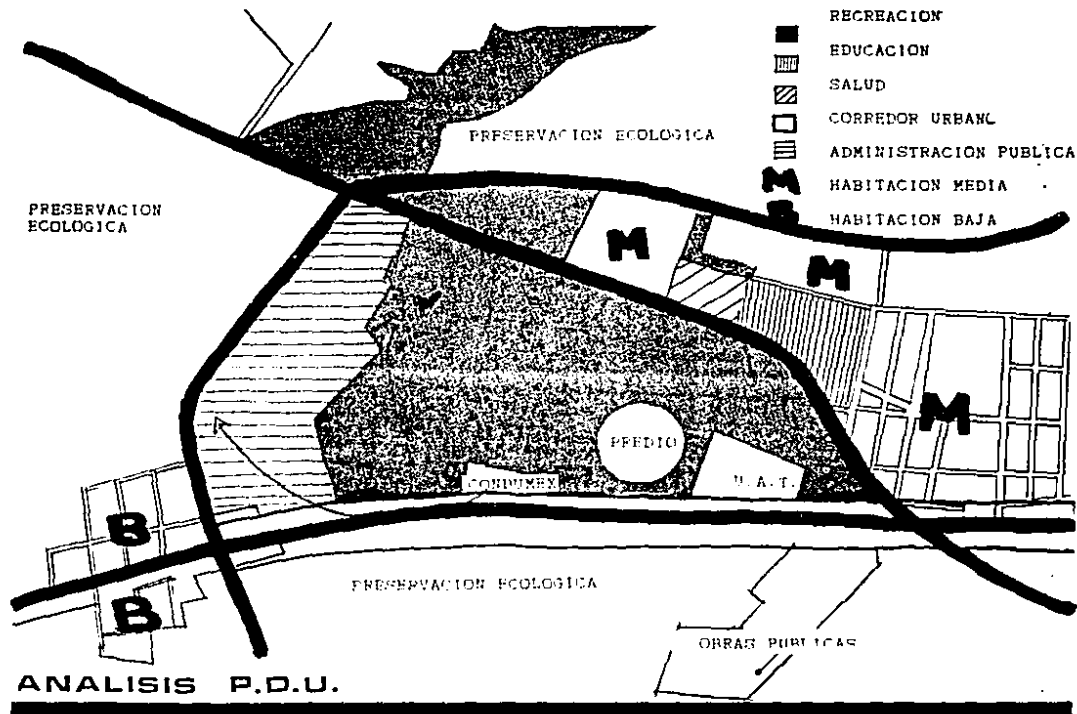 RECREACION
EDUCACION
SALUD
CORREDOR URBANO
ADMINISTRACION PUBLICA
M HABITACION MEDIA
B HABITACION BAJA
PRESERVACION ECOLOGICA
PRESERVACION
ECOLOGICA
M
M
M
PREDIO
CONDUMEX
U.A.T.
B
B
PRESERVACION ECOLOGICA
OBRAS PUBLICAS
ANALISIS P.D.U.